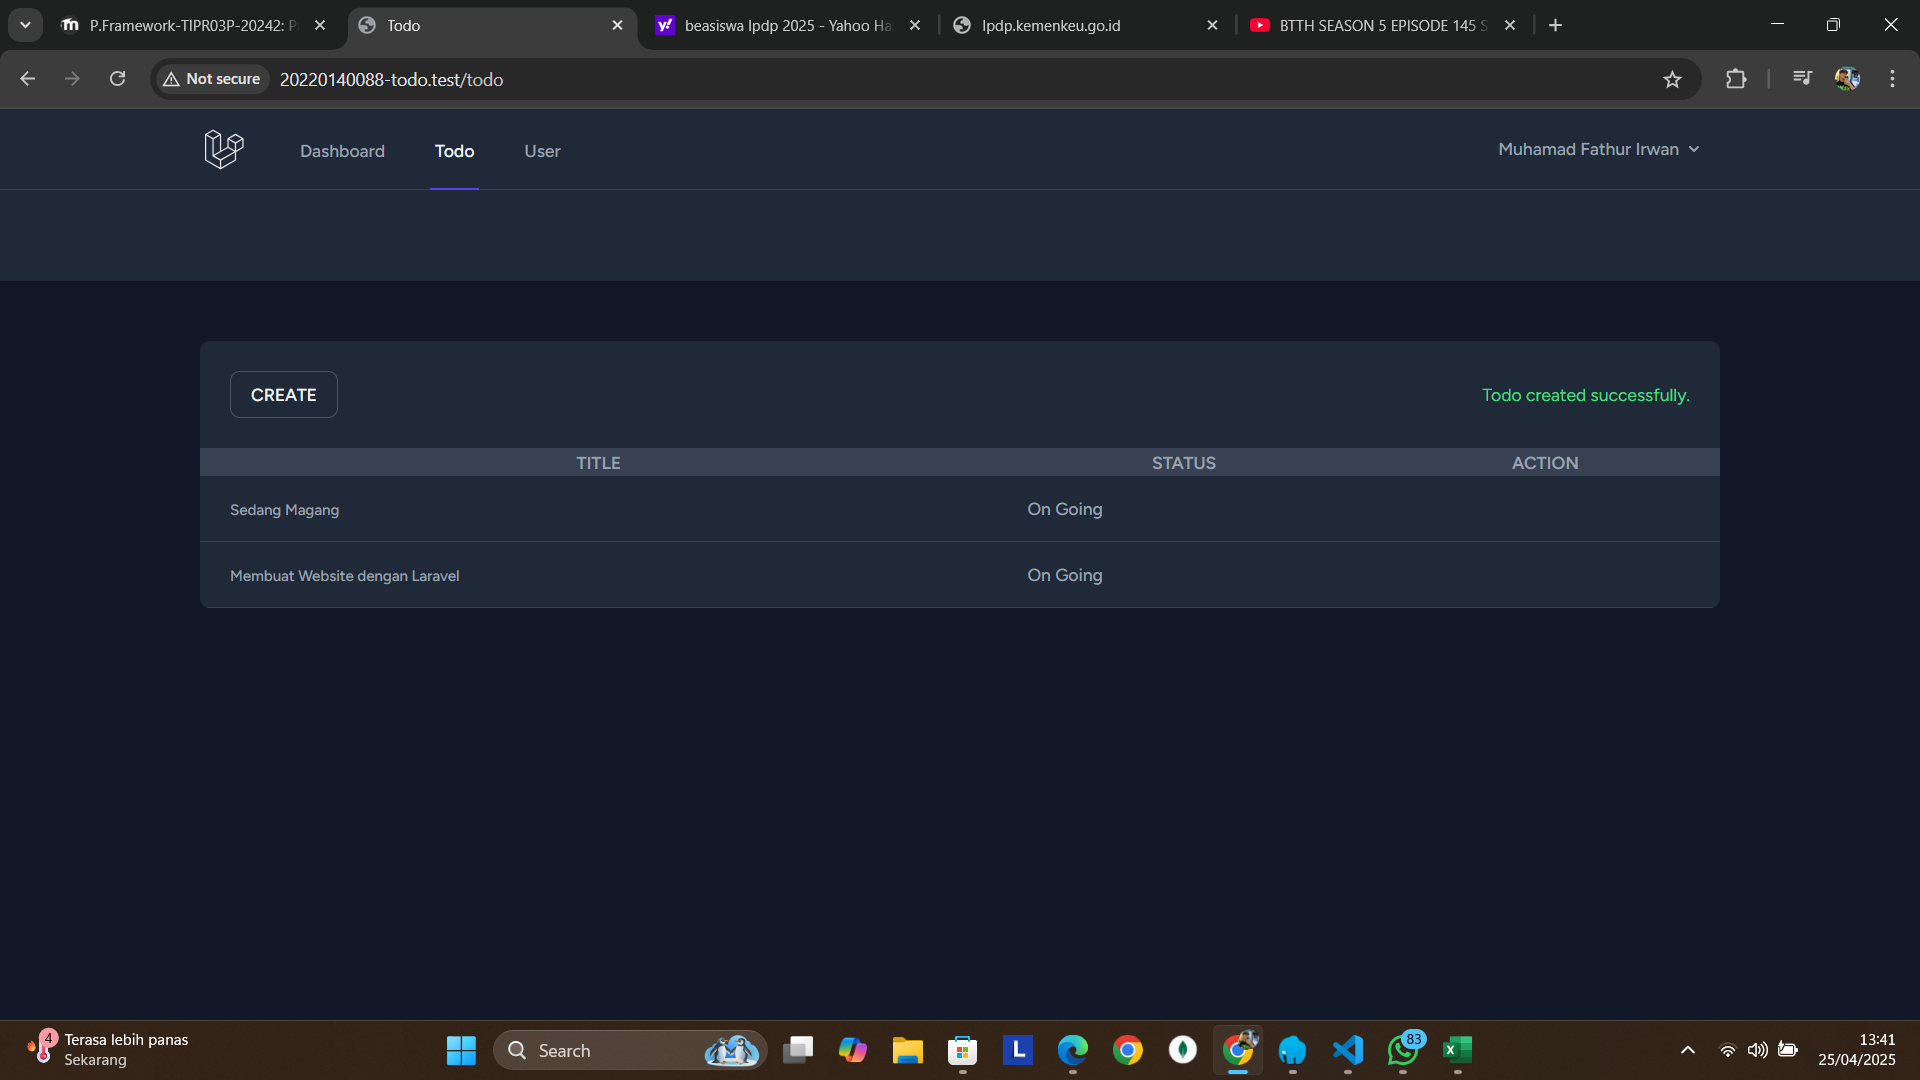 P.Framework-TIPR03P-20242: P
Todo
beasiswa lpdp 2025 - Yahoo Ha
lpdp.kemenkeu.go.id
BTTH SEASON 5 EPISODE 145 S
Not secure
20220140088-todo.test/todo
Dashboard
Todo
User
Muhamad Fathur Irwan
CREATE
Todo created successfully.
TITLE
STATUS
ACTION
Sedang Magang
On Going
Membuat Website dengan Laravel
On Going
4
Terasa lebih panas
Sekarang
Search
L
83
13:41
25/04/2025